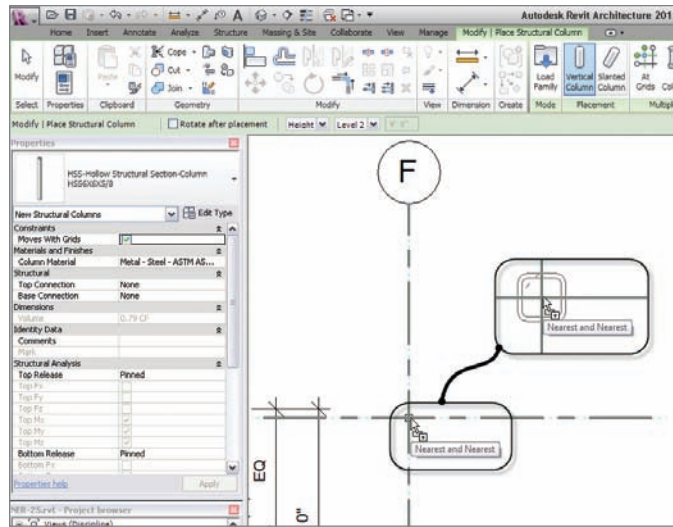 Autodesk Revit Architecture 201
Home Insert Annotate Analyze Structure Massing & Site Collaborate View Manage Modify | Place Structural Column
Modify Paste Cope Cut Join Load Family Vertical Column Slanted Column At Grids
Select Properties Clipboard Geometry Modify View Dimension Create Mode Placement Multipl
Modify | Place Structural Column Rotate after placement Height Level 2
Properties
HSS-Hollow Structural Section-Column
HSS6X6X5/8
New Structural Columns Edit Type
Constraints
Moves With Grids
Materials and Finishes
Column Material Metal - Steel - ASTM A5...
Structural
Top Connection None
Base Connection None
Dimensions
Volume 0.79 CF
Identity Data
Comments
Mark
Structural Analysis
Top Release Pinned
Top Fx
Top Fy
Top Fz
Top Mx
Top My
Top Mz
Bottom Release Pinned
Bottom Fx
Properties help Apply
Project browser
Views (Discipline)
F
Nearest and Nearest
Nearest and Nearest
EQ
0"